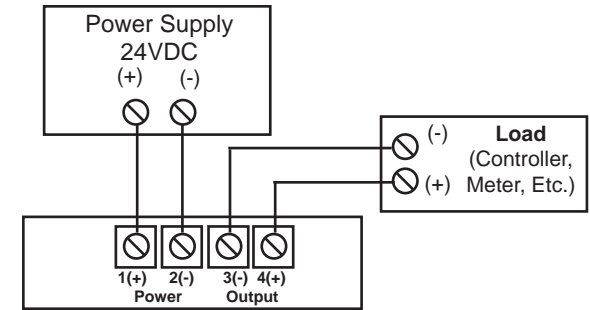 Power Supply
24VDC
(+) (-)
(-) Load
(Controller,
(+) Meter, Etc.)
1(+) 2(-) 3(-) 4(+)
Power Output